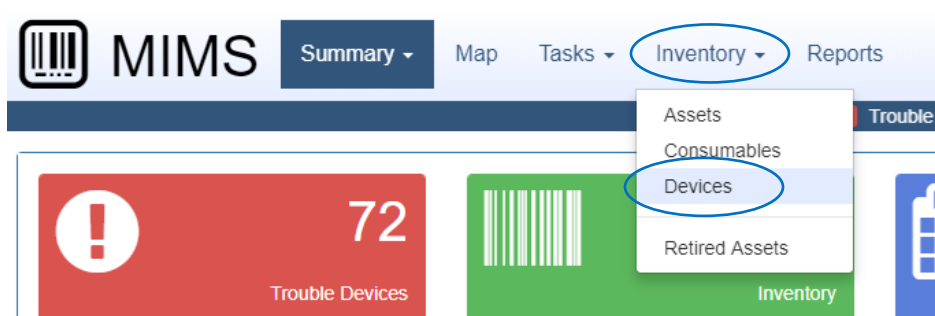 MIMS Summary Map Tasks Inventory Reports
Assets
Trouble
Consumables
Devices
Retired Assets
72
Trouble Devices
Inventory